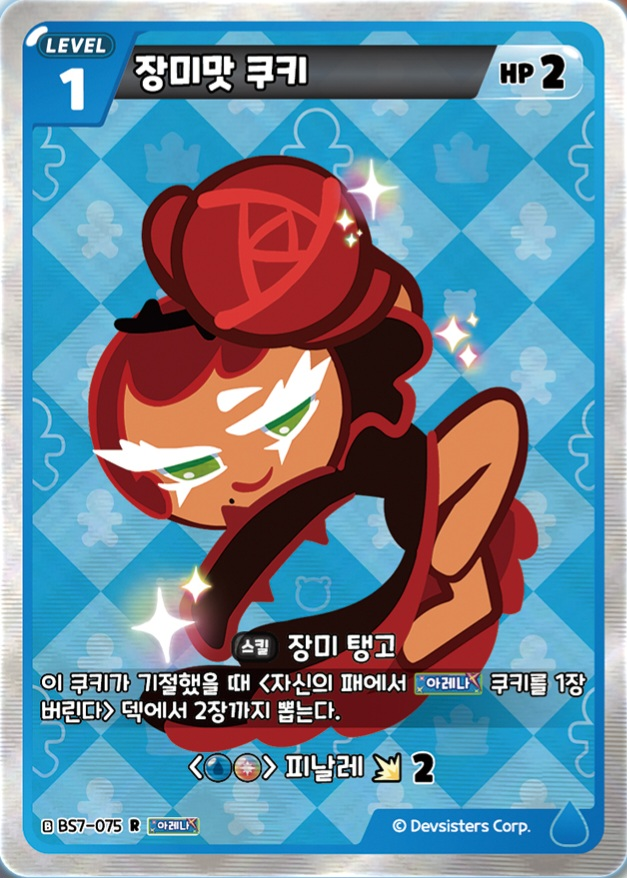 LEVEL
1
장미맛 쿠키
HP 2
스킬 장미 탱고
이 쿠키가 기절했을 때 <자신의 패에서 아레나 쿠키를 1장
버린다> 덱에서 2장까지 뽑는다.
< > 피날레 2
B BS7-075 R 아레나
© Devsisters Corp.